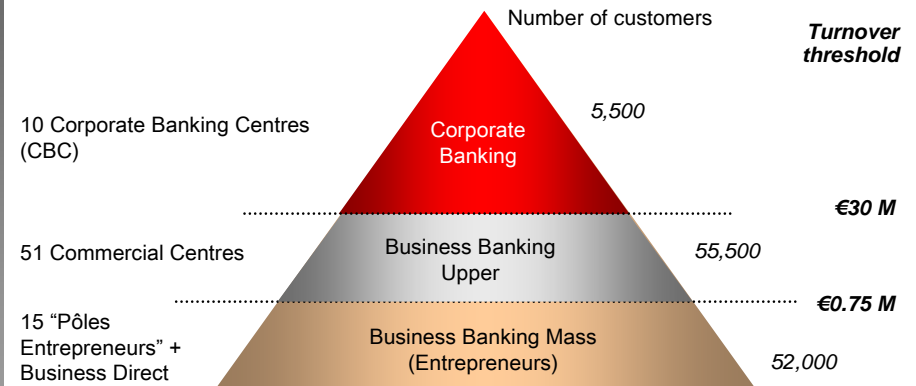 Number of customers
Turnover
threshold
10 Corporate Banking Centres
(CBC)
Corporate
Banking
5,500
€30 M
51 Commercial Centres
Business Banking
Upper
55,500
€0.75 M
15 “Pôles
Entrepreneurs” +
Business Direct
Business Banking Mass
(Entrepreneurs)
52,000